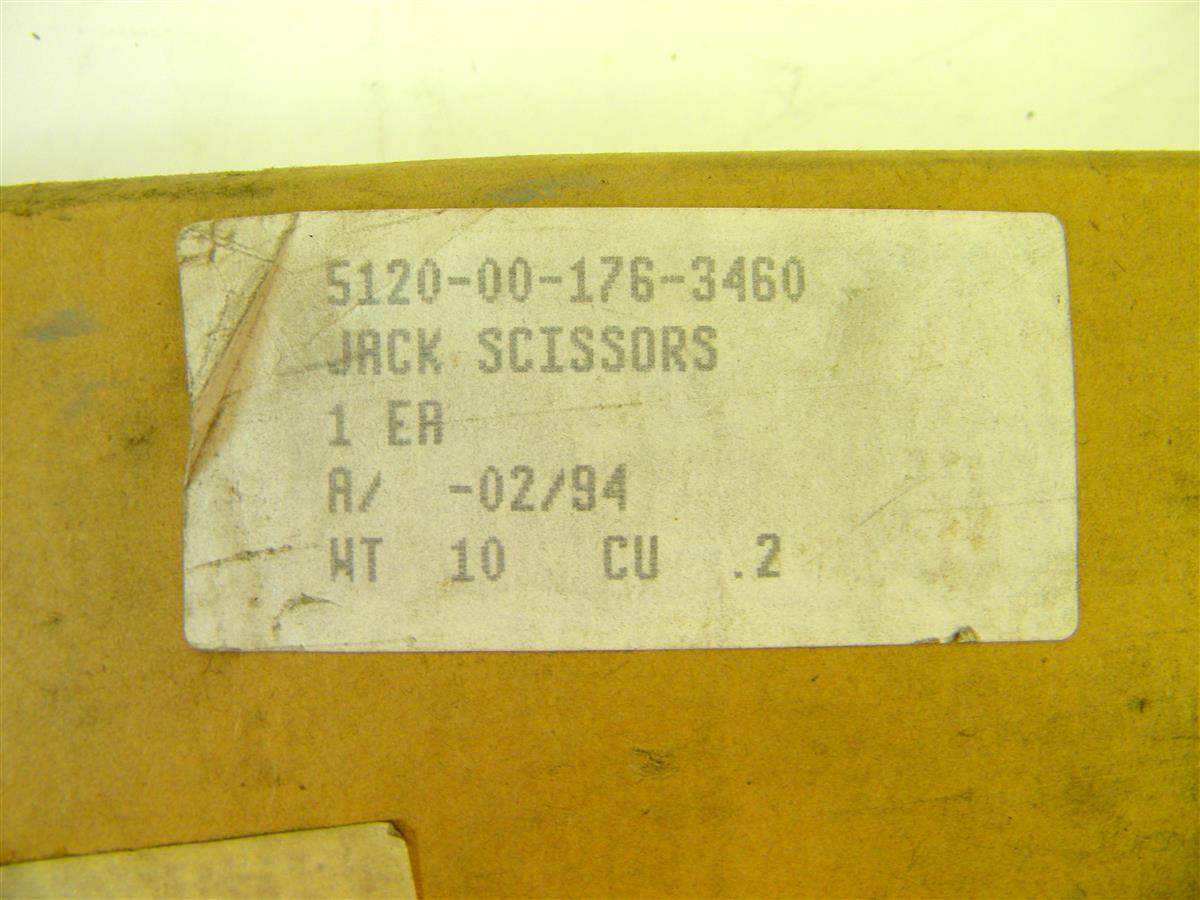 5120-00-176-3460
JACK SCISSORS
1 EA
A/ -02/94
WT 10 CU .2